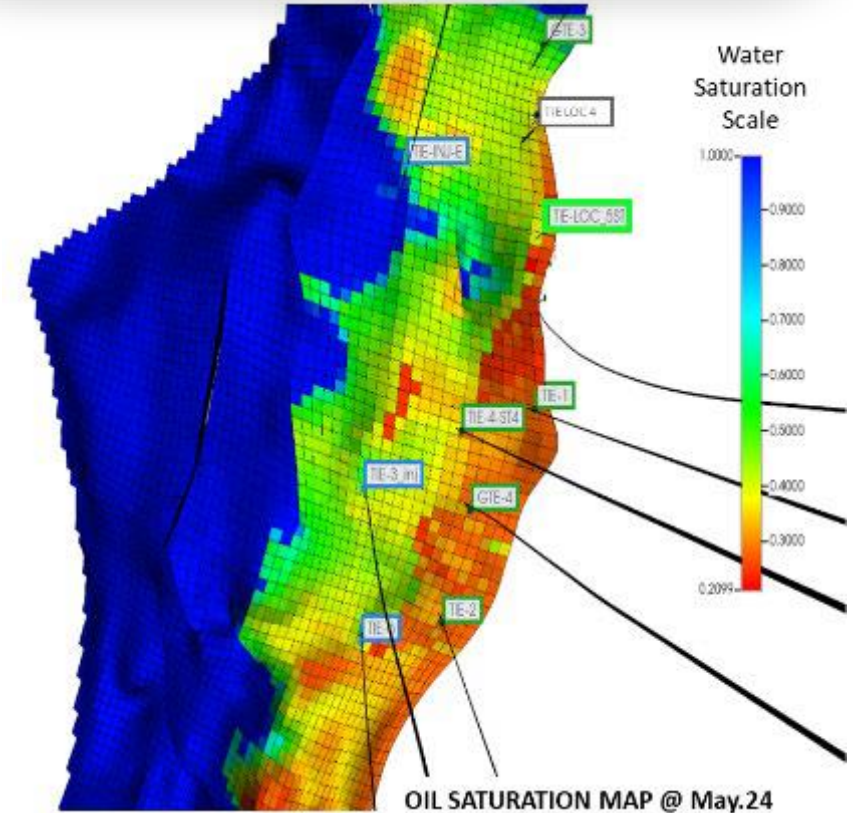 GTE-3
Water
Saturation
Scale
TIE LOC 4
TIE-INJ-E
1.0000
0.9000
TIE-LOC_5ST
0.8000
0.7000
0.6000
TIE-1
TIE-4-ST4
0.5000
TIE-3_inj
0.4000
GTE-4
0.3000
0.2099
TIE-2
OIL SATURATION MAP @ May.24